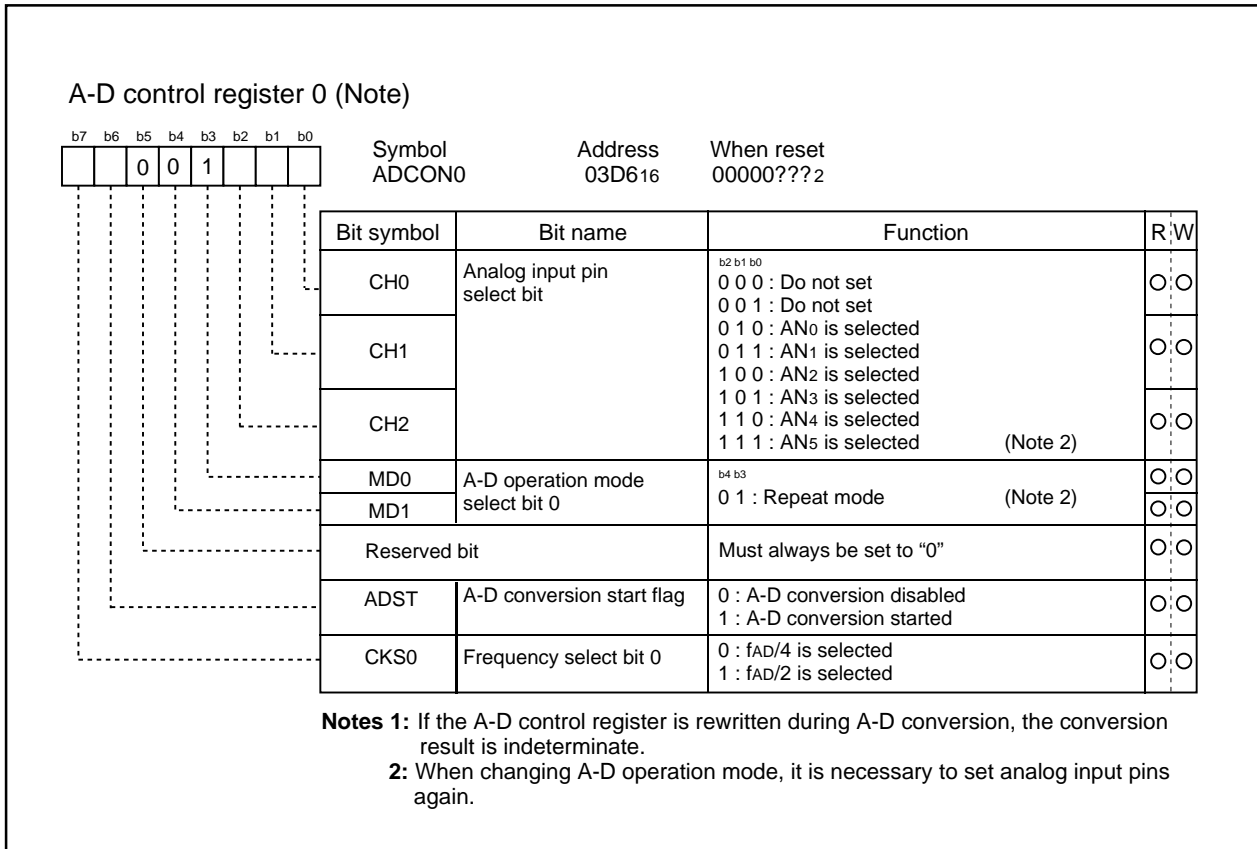 A-D control register 0 (Note)
b7 b6 b5 b4 b3 b2 b1 b0
0 0 1
Symbol Address When reset
ADCON0 03D616 00000???2
Bit symbol Bit name Function R W
CH0 Analog input pin select bit b2 b1 b0
0 0 0 : Do not set
0 0 1 : Do not set
0 1 0 : AN0 is selected
CH1 0 1 1 : AN1 is selected
1 0 0 : AN2 is selected
1 0 1 : AN3 is selected
CH2 1 1 0 : AN4 is selected
1 1 1 : AN5 is selected (Note 2)
MD0 A-D operation mode select bit 0 b4 b3
MD1 0 1 : Repeat mode (Note 2)
Reserved bit Must always be set to “0”
ADST A-D conversion start flag 0 : A-D conversion disabled
1 : A-D conversion started
CKS0 Frequency select bit 0 0 : fAD/4 is selected
1 : fAD/2 is selected
Notes 1: If the A-D control register is rewritten during A-D conversion, the conversion
result is indeterminate.
2: When changing A-D operation mode, it is necessary to set analog input pins
again.